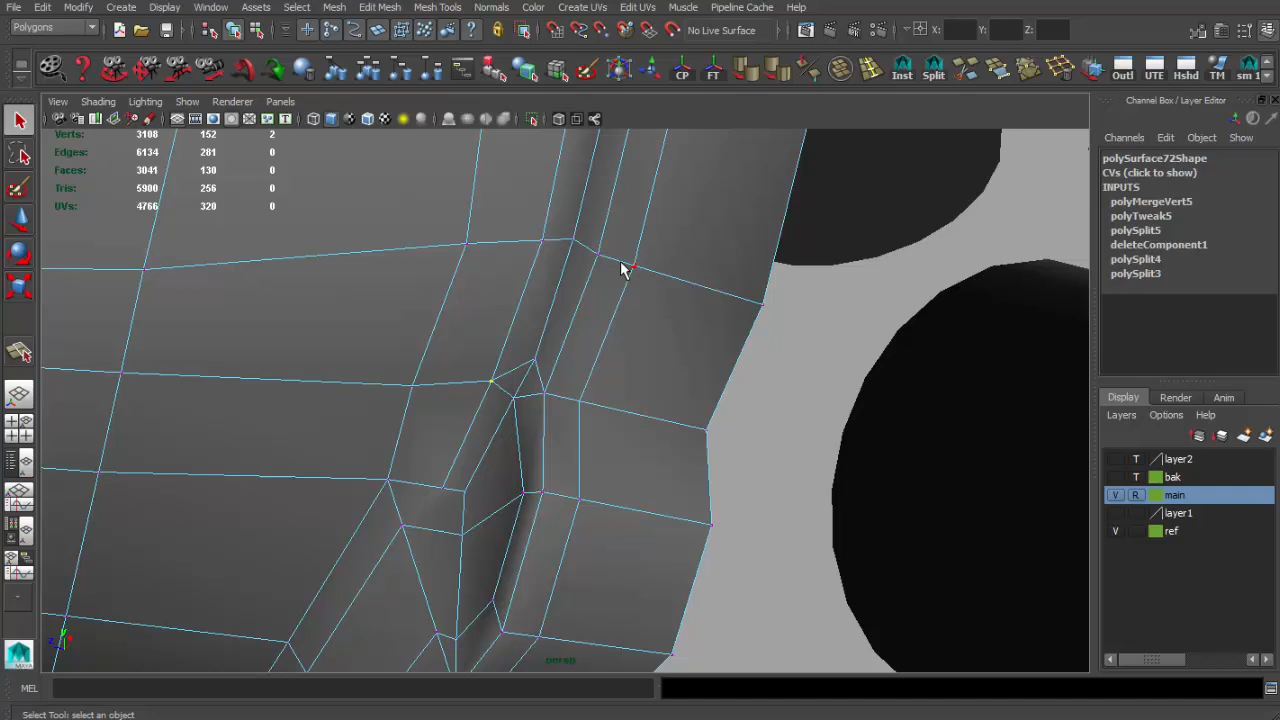 File Edit Modify Create Display Window Assets Select Mesh Edit Mesh Mesh Tools Normals Color Create UVs Edit UVs Muscle Pipeline Cache Help
Polygons No Live Surface X: Y: Z:
CP FT Inst Split Outl UTE Hshd TM sm 1
View Shading Lighting Show Renderer Panels
Channel Box / Layer Editor
Verts: 3108 152 2
Edges: 6134 281 0
Faces: 3041 130 0
Tris: 5900 256 0
UVs: 4766 320 0
Channels Edit Object Show
polySurface72Shape
CVs (click to show)
INPUTS
polyMergeVert5
polyTweak5
polySplit5
deleteComponent1
polySplit4
polySplit3
Display Render Anim
Layers Options Help
T layer2
T bak
V R main
layer1
V ref
persp
MAYA
MEL
Select Tool: select an object